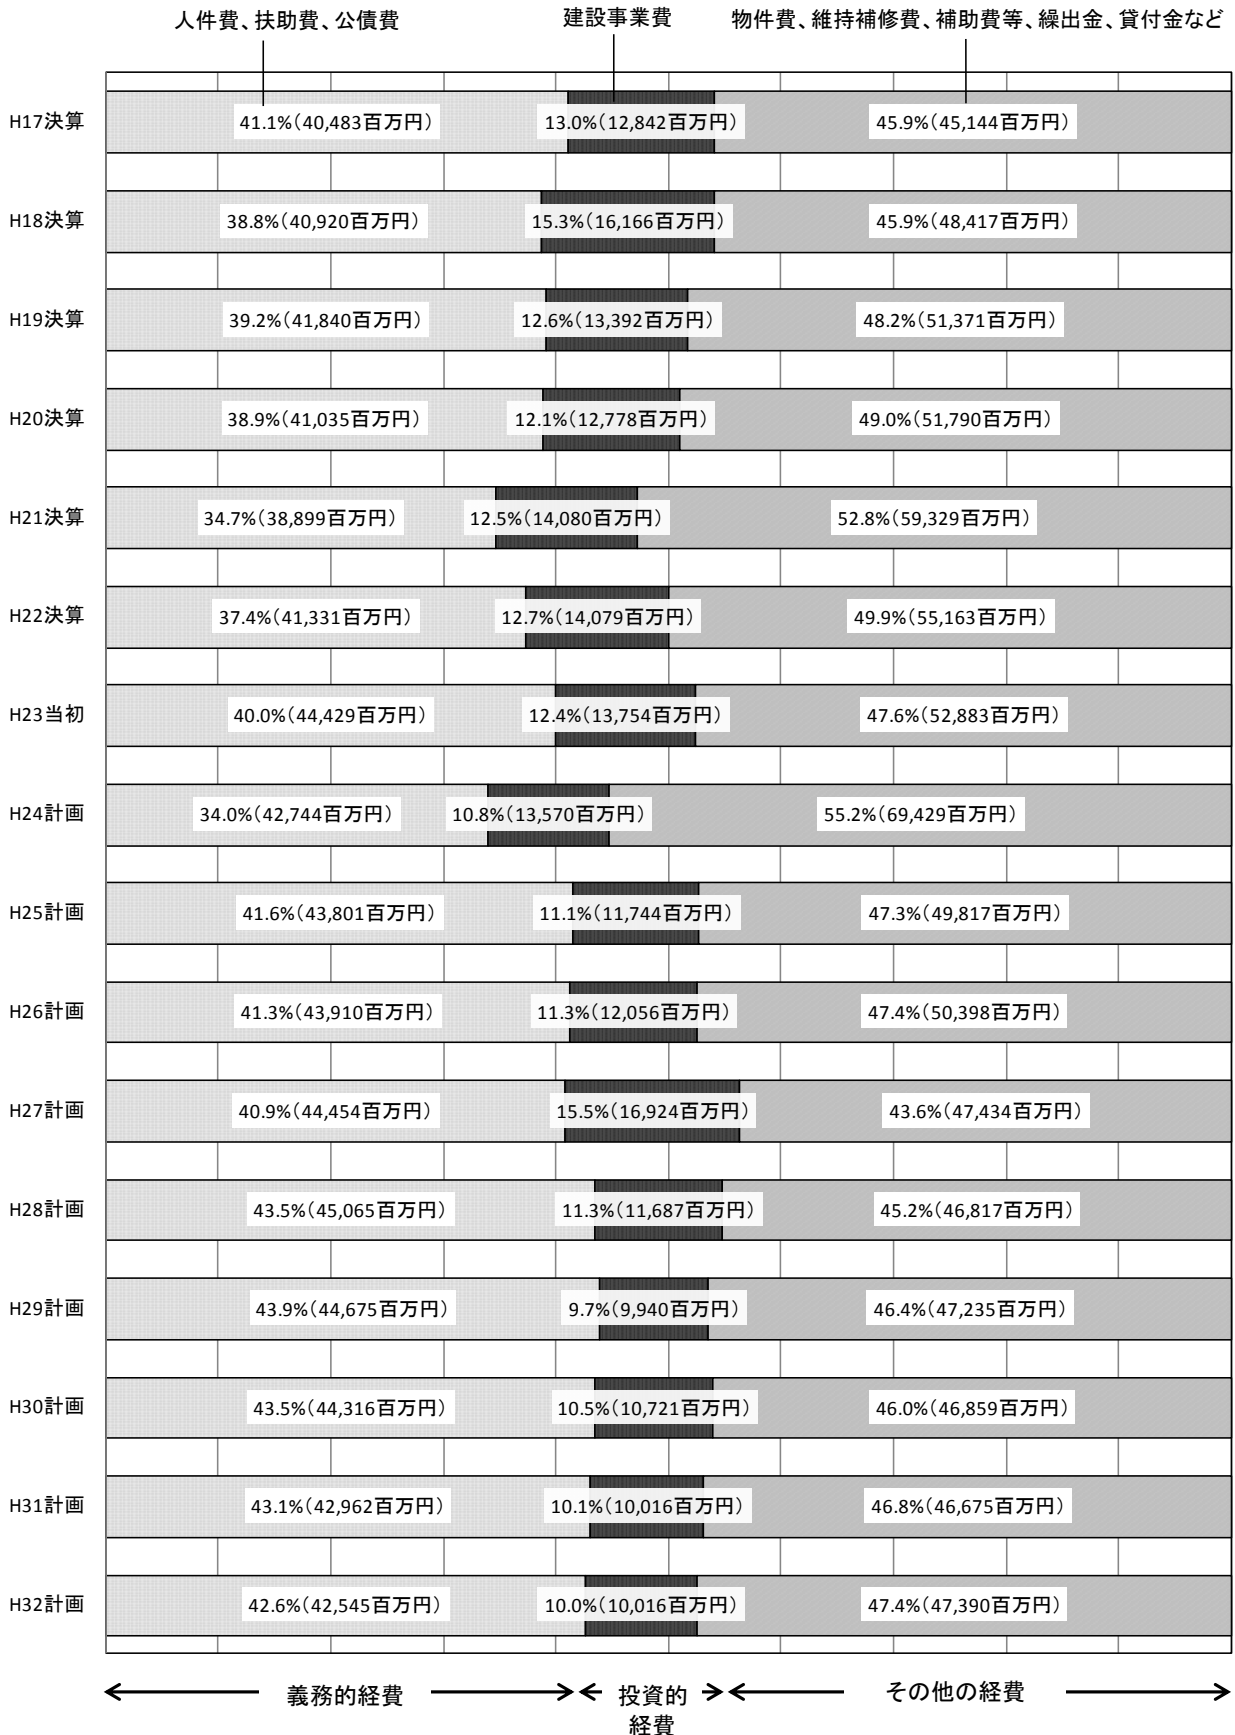 人件費、扶助費、公債費 建設事業費 物件費、維持補修費、補助費等、繰出金、貸付金など
H17決算 41.1%(40,483百万円) 13.0%(12,842百万円) 45.9%(45,144百万円)
H18決算 38.8%(40,920百万円) 15.3%(16,166百万円) 45.9%(48,417百万円)
H19決算 39.2%(41,840百万円) 12.6%(13,392百万円) 48.2%(51,371百万円)
H20決算 38.9%(41,035百万円) 12.1%(12,778百万円) 49.0%(51,790百万円)
H21決算 34.7%(38,899百万円) 12.5%(14,080百万円) 52.8%(59,329百万円)
H22決算 37.4%(41,331百万円) 12.7%(14,079百万円) 49.9%(55,163百万円)
H23当初 40.0%(44,429百万円) 12.4%(13,754百万円) 47.6%(52,883百万円)
H24計画 34.0%(42,744百万円) 10.8%(13,570百万円) 55.2%(69,429百万円)
H25計画 41.6%(43,801百万円) 11.1%(11,744百万円) 47.3%(49,817百万円)
H26計画 41.3%(43,910百万円) 11.3%(12,056百万円) 47.4%(50,398百万円)
H27計画 40.9%(44,454百万円) 15.5%(16,924百万円) 43.6%(47,434百万円)
H28計画 43.5%(45,065百万円) 11.3%(11,687百万円) 45.2%(46,817百万円)
H29計画 43.9%(44,675百万円) 9.7%(9,940百万円) 46.4%(47,235百万円)
H30計画 43.5%(44,316百万円) 10.5%(10,721百万円) 46.0%(46,859百万円)
H31計画 43.1%(42,962百万円) 10.1%(10,016百万円) 46.8%(46,675百万円)
H32計画 42.6%(42,545百万円) 10.0%(10,016百万円) 47.4%(47,390百万円)
義務的経費 投資的 その他の経費
経費